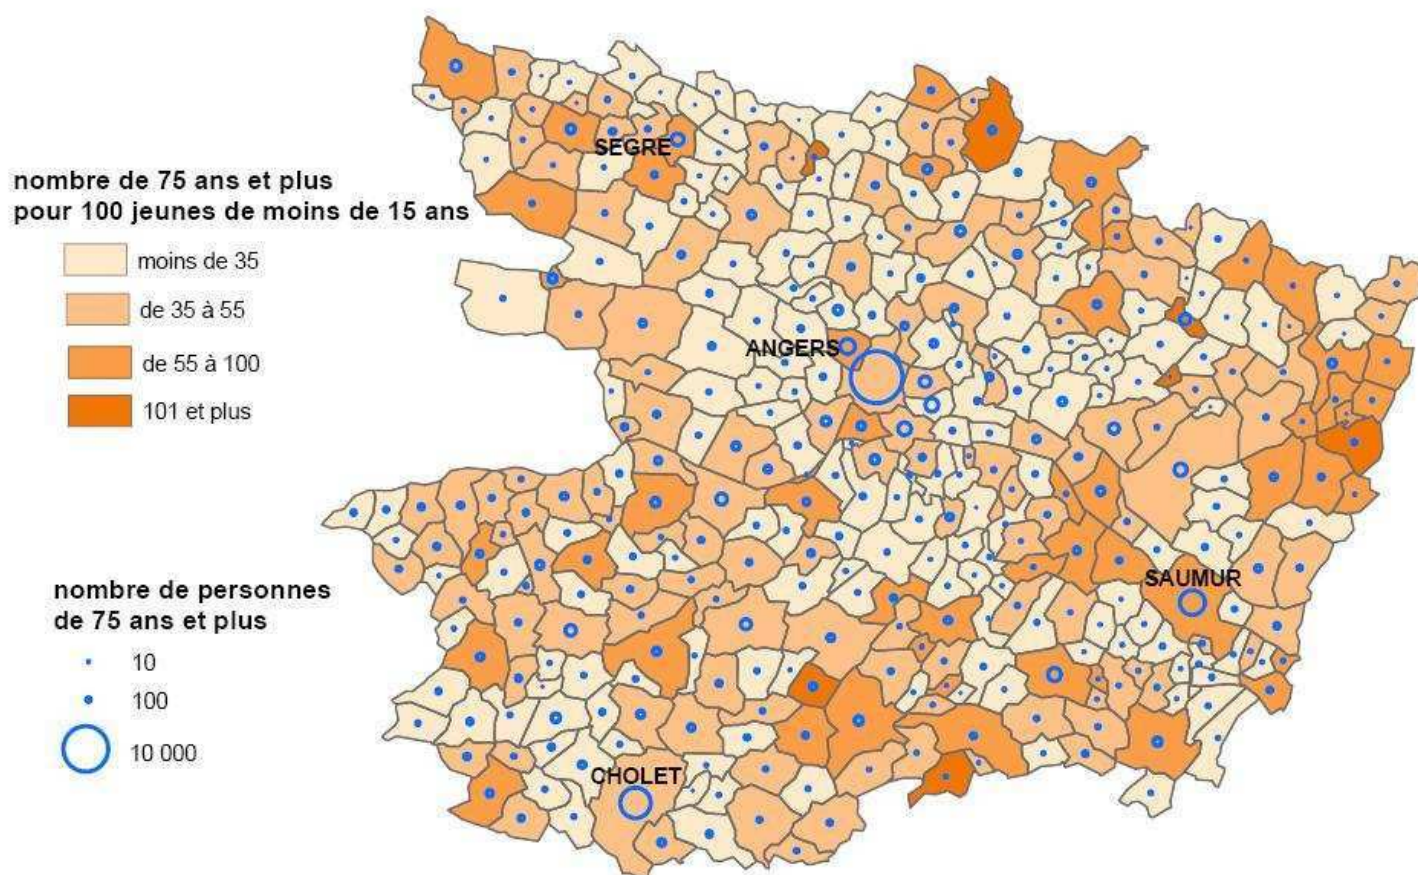 SEGRE
nombre de 75 ans et plus
pour 100 jeunes de moins de 15 ans
moins de 35
de 35 à 55
de 55 à 100
101 et plus
ANGERS
nombre de personnes
de 75 ans et plus
10
100
10 000
SAUMUR
CHOLET